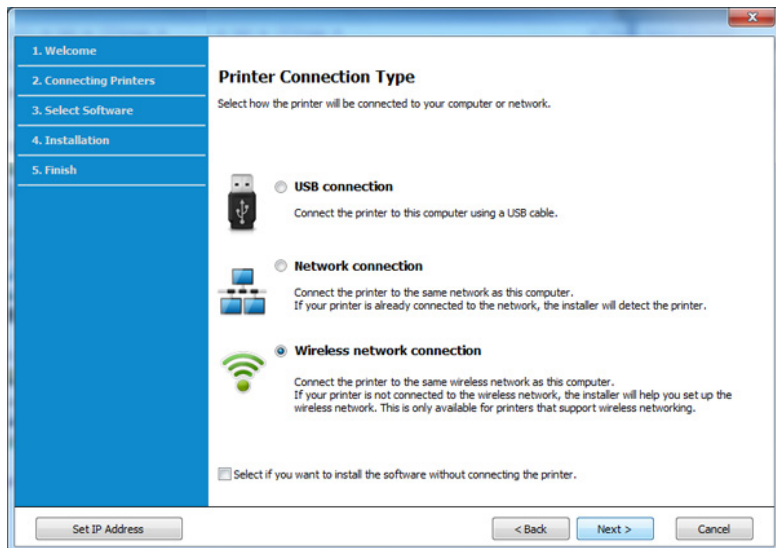 1. Welcome
2. Connecting Printers
3. Select Software
4. Installation
5. Finish
Printer Connection Type
Select how the printer will be connected to your computer or network.
USB connection
Connect the printer to this computer using a USB cable.
Network connection
Connect the printer to the same network as this computer.
If your printer is already connected to the network, the installer will detect the printer.
Wireless network connection
Connect the printer to the same wireless network as this computer.
If your printer is not connected to the wireless network, the installer will help you set up the
wireless network. This is only available for printers that support wireless networking.
Select if you want to install the software without connecting the printer.
Set IP Address
< Back
Next >
Cancel